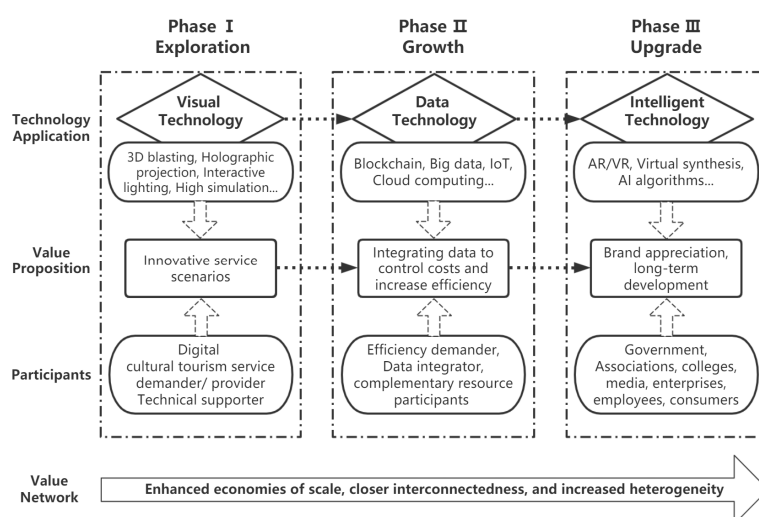 Phase Ⅰ
Exploration
Phase Ⅱ
Growth
Phase Ⅲ
Upgrade
Technology
Application
Visual
Technology
Data
Technology
Intelligent
Technology
3D blasting, Holographic
projection, Interactive
lighting, High simulation...
Blockchain, Big data, IoT,
Cloud computing...
AR/VR, Virtual synthesis,
AI algorithms...
Value
Proposition
Innovative service
scenarios
Integrating data to
control costs and
increase efficiency
Brand appreciation,
long-term
development
Participants
Digital
cultural tourism service
demander/ provider
Technical supporter
Efficiency demander,
Data integrator,
complementary resource
participants
Government,
Associations, colleges,
media, enterprises,
employees, consumers
Value
Network
Enhanced economies of scale, closer interconnectedness, and increased heterogeneity